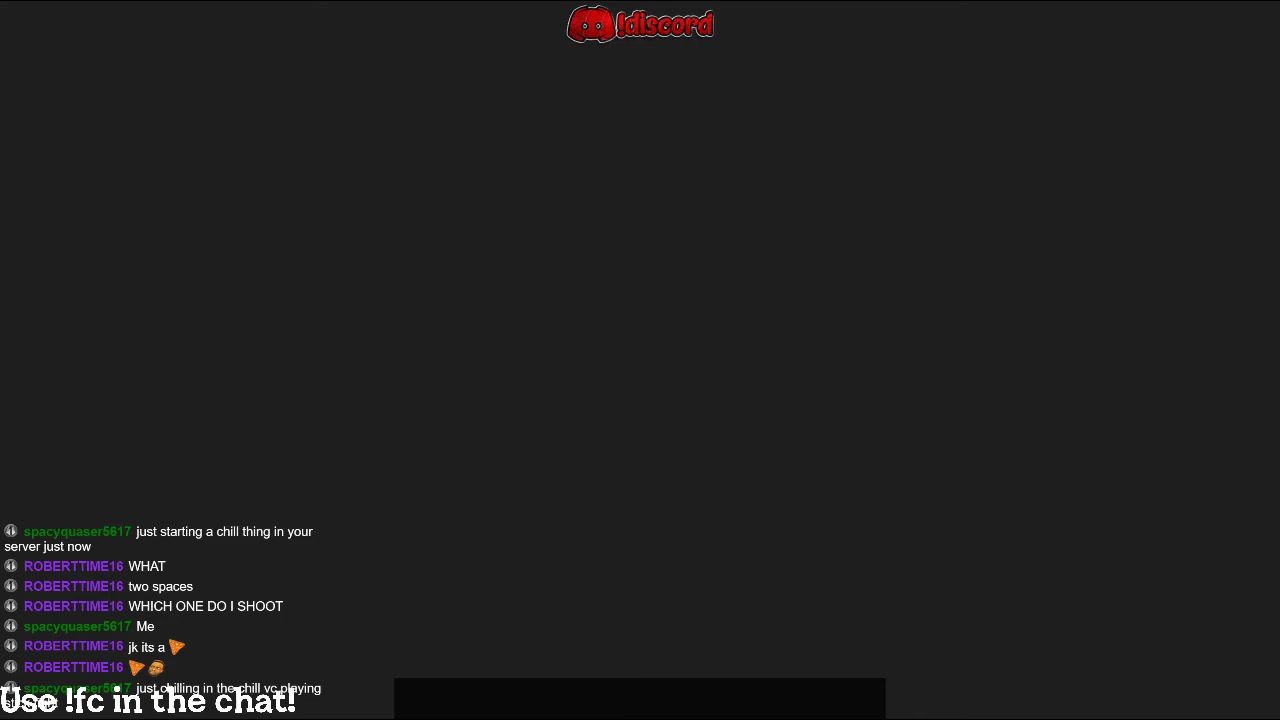 !discord
spacyquaser5617 just starting a chill thing in your
server just now
ROBERTTIME16 WHAT
ROBERTTIME16 two spaces
ROBERTTIME16 WHICH ONE DO I SHOOT
spacyquaser5617 Me
ROBERTTIME16 jk its a
ROBERTTIME16
spacyquaser5617 just chilling in the chill vc playing
Use !fc in the chat!